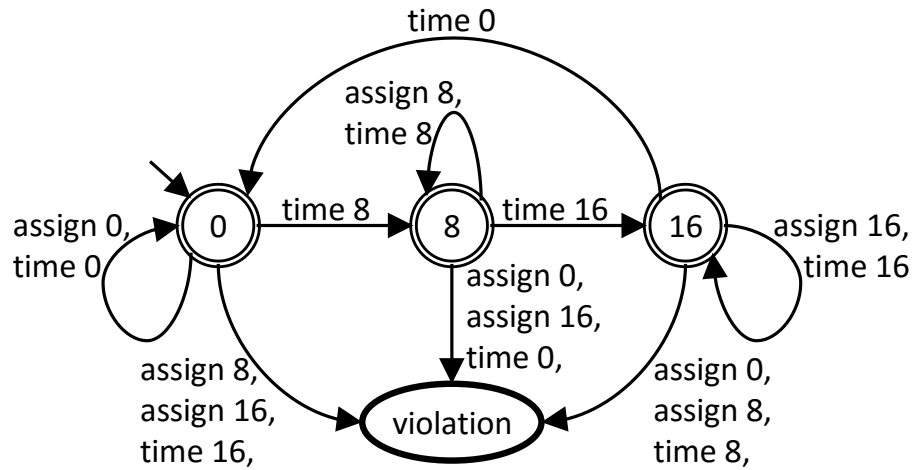 time 0
assign 8,
time 8
assign 0,
time 0
0
time 8
8
time 16
16
assign 16,
time 16
assign 0,
assign 16,
time 0,
assign 8,
assign 16,
time 16,
assign 0,
assign 8,
time 8,
violation